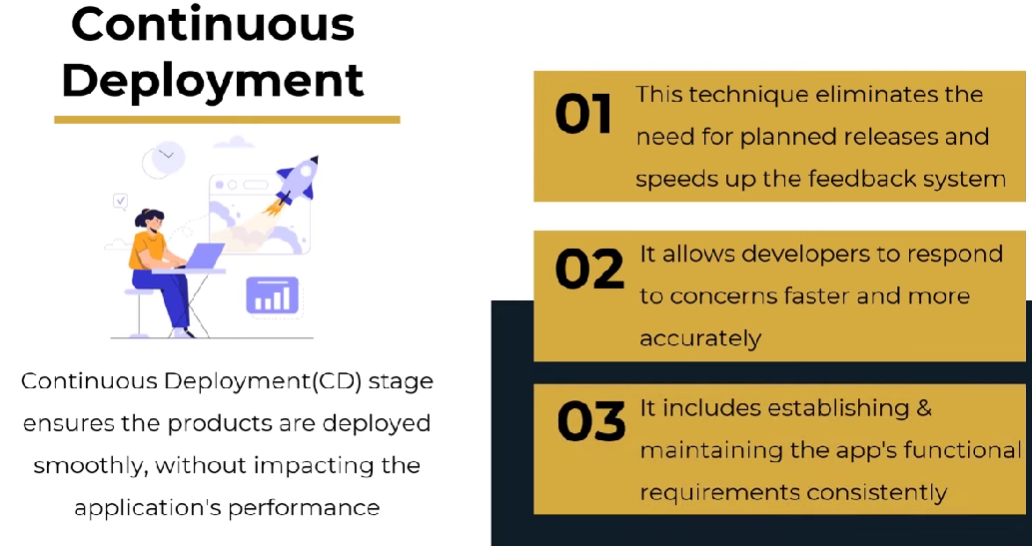 Continuous
Deployment
Continuous Deployment(CD) stage
ensures the products are deployed
smoothly, without impacting the
application's performance
01
This technique eliminates the
need for planned releases and
speeds up the feedback system
02
It allows developers to respond
to concerns faster and more
accurately
03
It includes establishing &
maintaining the app's functional
requirements consistently